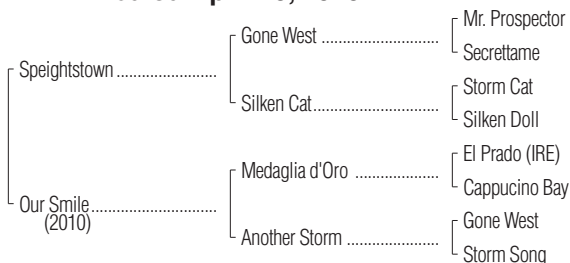 Mr. Prospector
Gone West ..........................
Secrettame
Speightstown ......................
Storm Cat
Silken Cat...........................
Silken Doll
El Prado (IRE)
Medaglia d'Oro ..................
Cappucino Bay
Our Smile...........................
(2010)
Gone West
Another Storm ....................
Storm Song